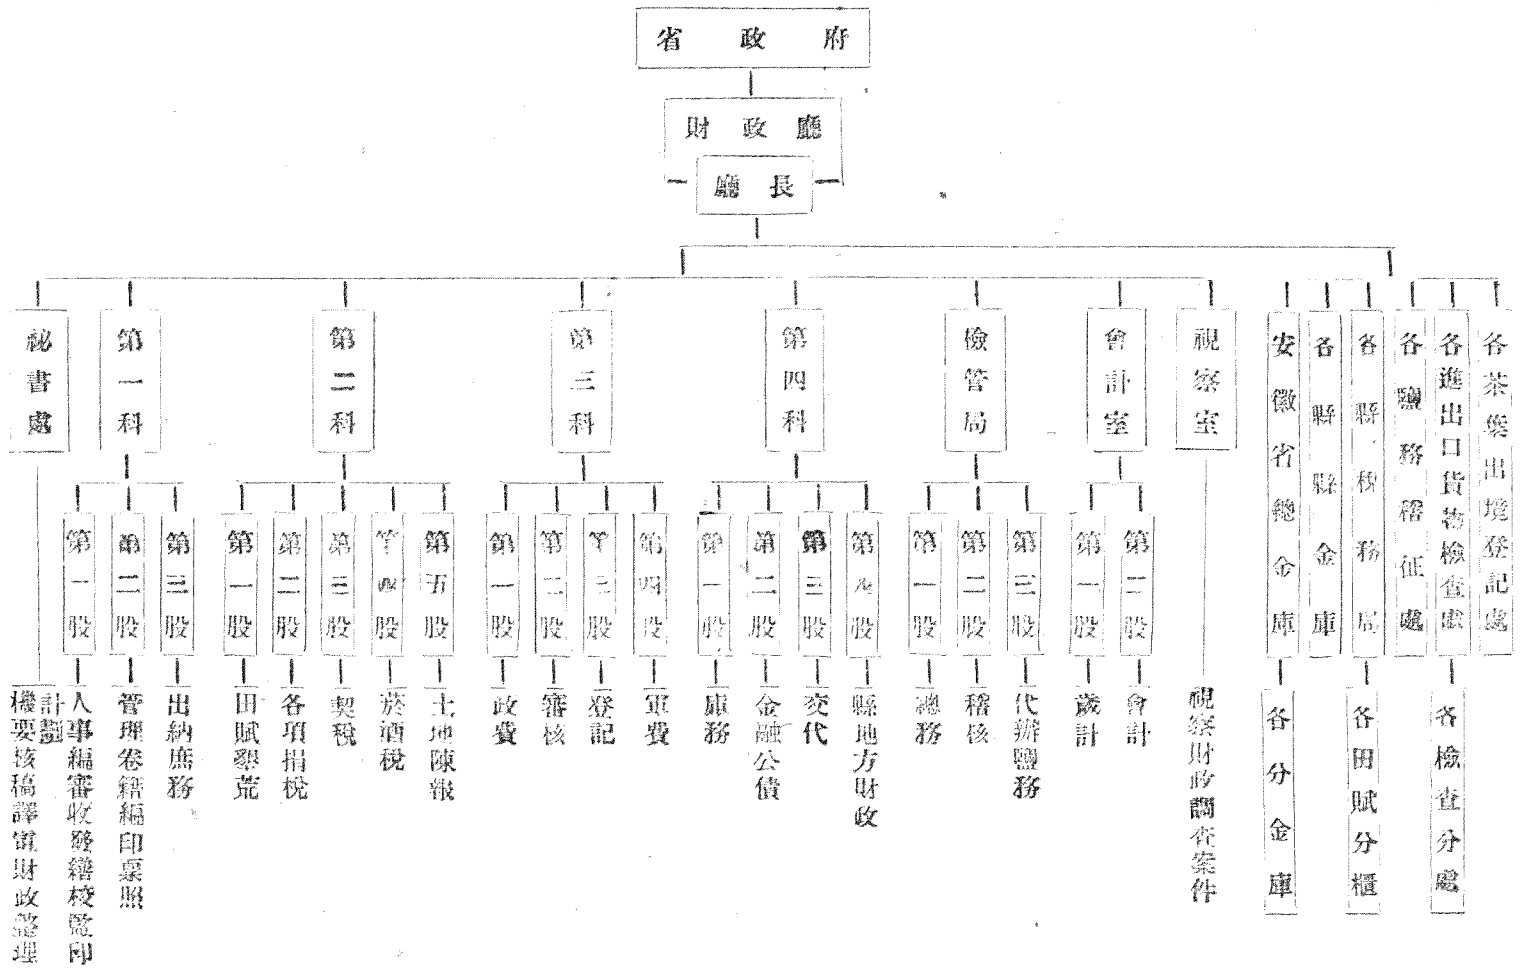 省政府
財政廳
廳長
祕書處
第一科
第二科
第三科
第四科
檢管局
會計室
視察室
安徽省總金庫
各縣縣金庫
各縣稅務局
各鹽務稽征處
各進出口貨物檢查處
各茶葉出境登記處
第一股
第二股
第三股
第一股
第二股
第三股
第四股
第五股
第一股
第二股
第三股
第四股
第一股
第二股
第三股
第四股
第一股
第二股
第三股
第一股
第二股
機要核稿譯電財政整理
計劃
人事編審收發繕校監印
管理卷籍編印票照
出納庶務
田賦墾荒
各項捐稅
契稅
菸酒稅
土地陳報
政費
審核
登記
軍費
庫務
金融公債
交代
縣地方財政
總務
稽核
代辦鹽務
歲計
會計
視察財政調查案件
各分金庫
各田賦分櫃
各檢查分處